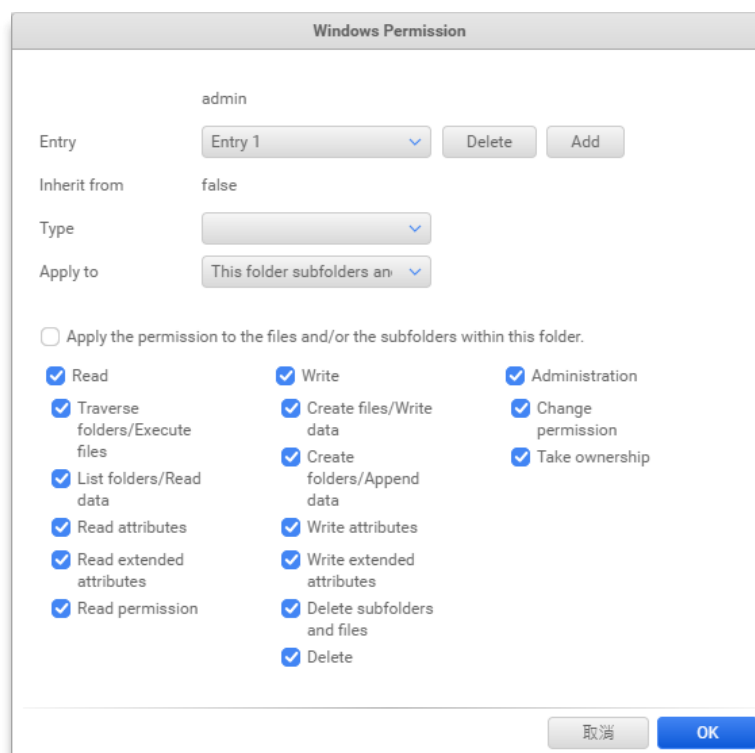 Windows Permission
admin
Entry
Entry 1
Delete
Add
Inherit from
false
Type
Apply to
This folder subfolders an
Apply the permission to the files and/or the subfolders within this folder.
Read
Traverse
folders/Execute
files
List folders/Read
data
Read attributes
Read extended
attributes
Read permission
Write
Create files/Write
data
Create
folders/Append
data
Write attributes
Write extended
attributes
Delete subfolders
and files
Delete
Administration
Change
permission
Take ownership
取消
OK